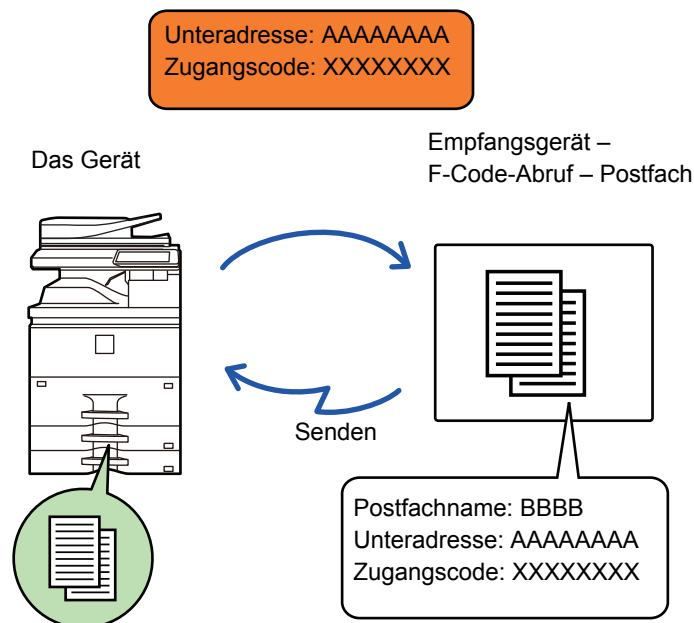 Unteradresse: AAAAAAAA
Zugangscode: XXXXXXXX
Das Gerät
Empfangsgerät –
F-Code-Abruf – Postfach
Senden
Postfachname: BBBB
Unteradresse: AAAAAAAA
Zugangscode: XXXXXXXX